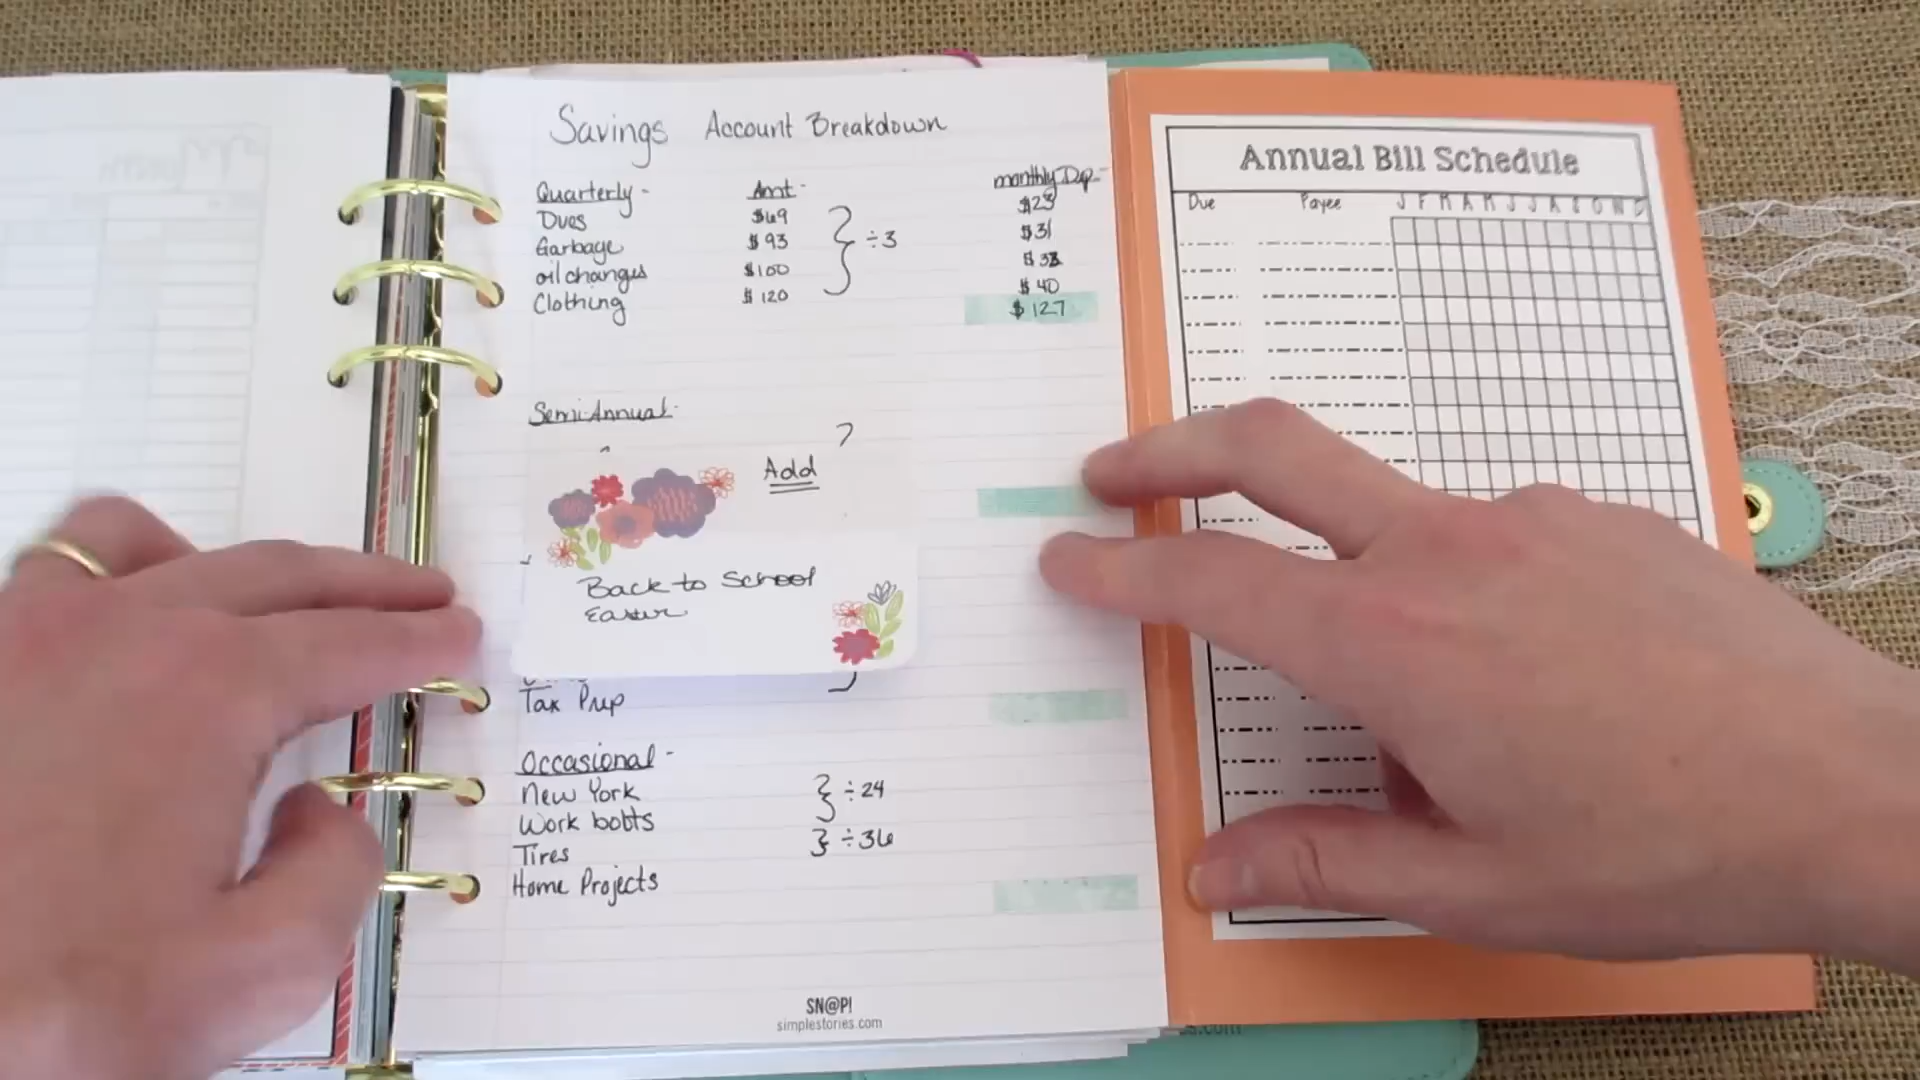 Savings Account Breakdown
Quarterly - Amt - monthly Dep-
Dues $69 $23
Garbage $93 ÷3 $31
oil changes $100 $33
Clothing $120 $40
$127
Semi-Annual-
Add
Back to School
Easter
Tax Prep
Occasional -
New York ÷24
Work boots
Tires ÷36
Home Projects
SN@P!
simplestories.com
Annual Bill Schedule
Due Payee J F M A M J J A S O N D